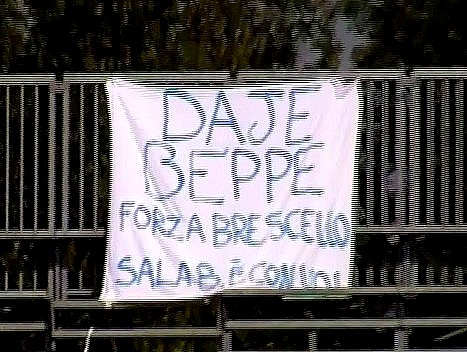 DAJE
BEPPE
FORZA BRESCELLO
SALA B. È CON VOI